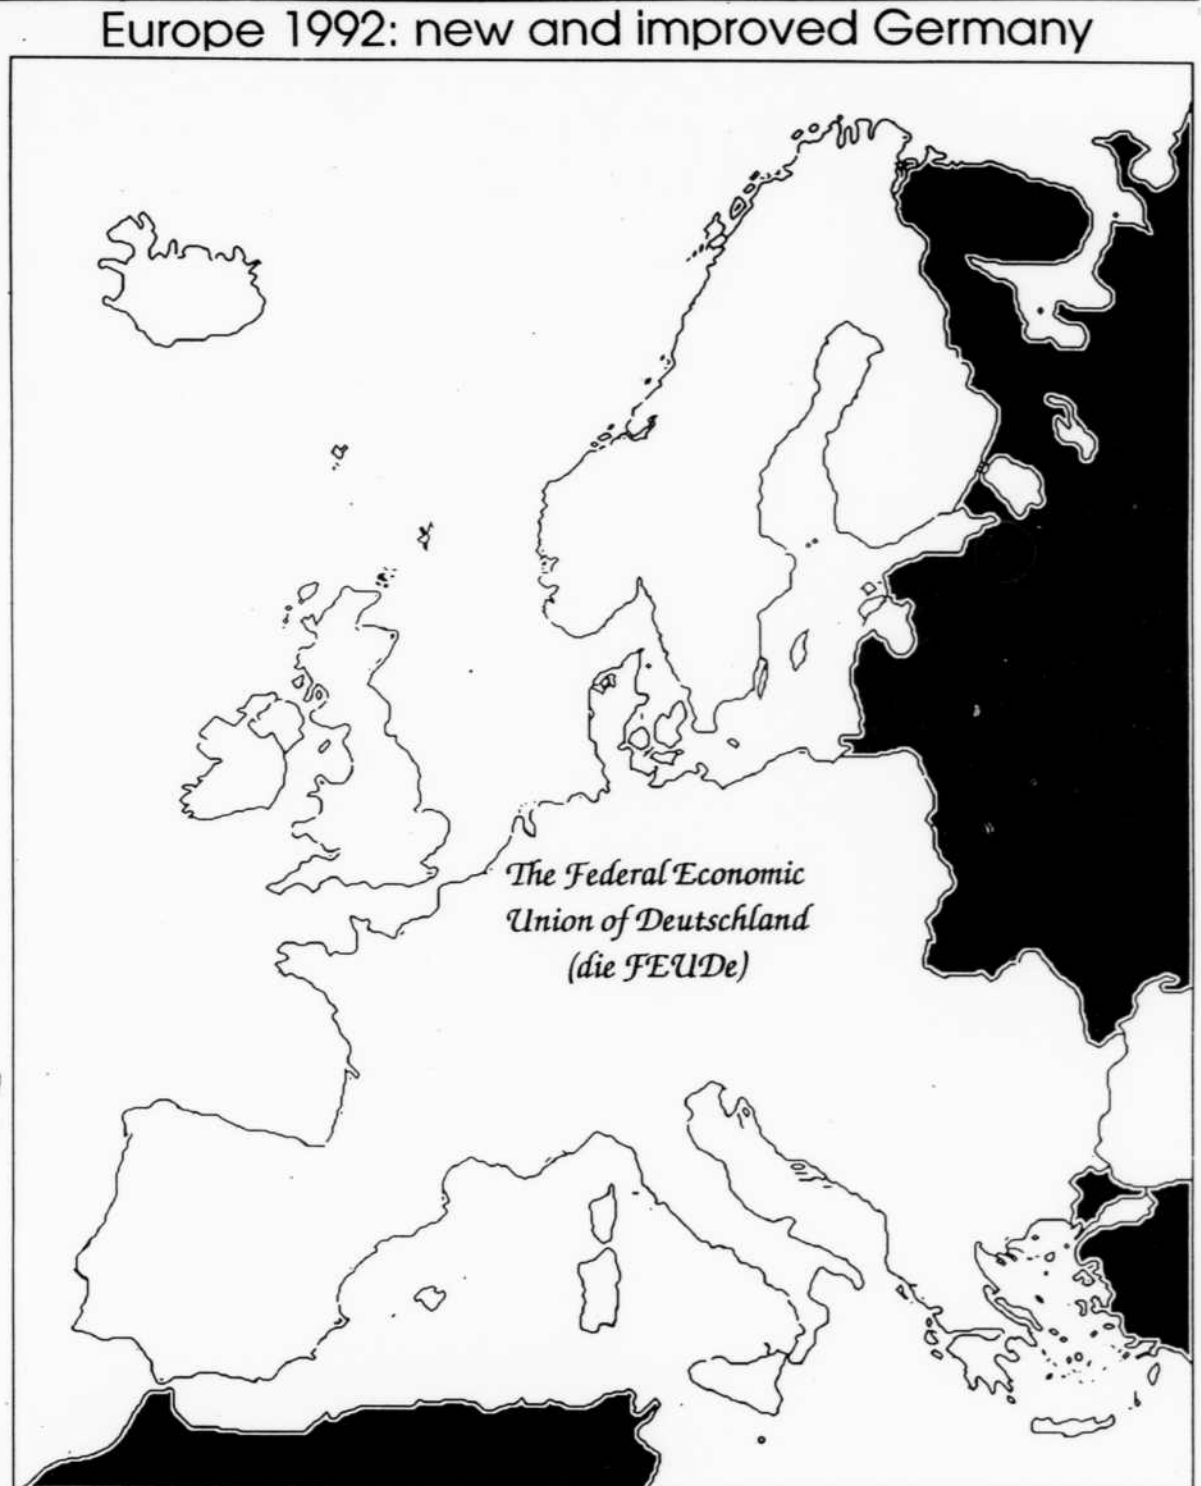 Europe 1992: new and improved Germany
The Federal Economic
Union of Deutschland
(die FEUDe)